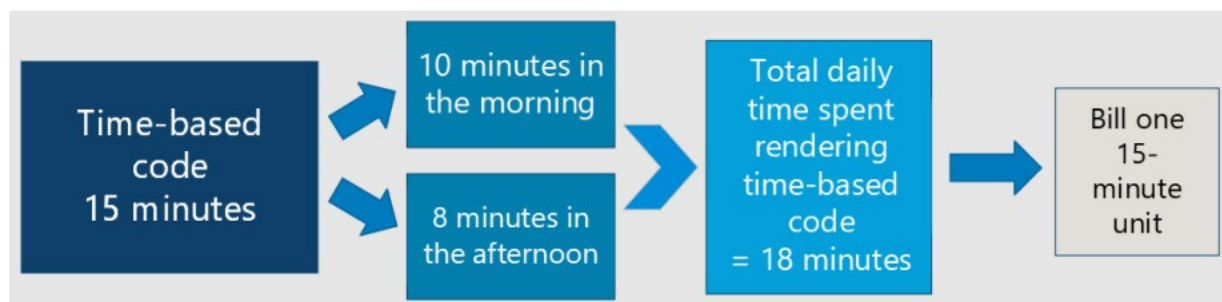 Time-based
code
15 minutes
10 minutes in
the morning
8 minutes in
the afternoon
Total daily
time spent
rendering
time-based
code
= 18 minutes
Bill one
15-
minute
unit